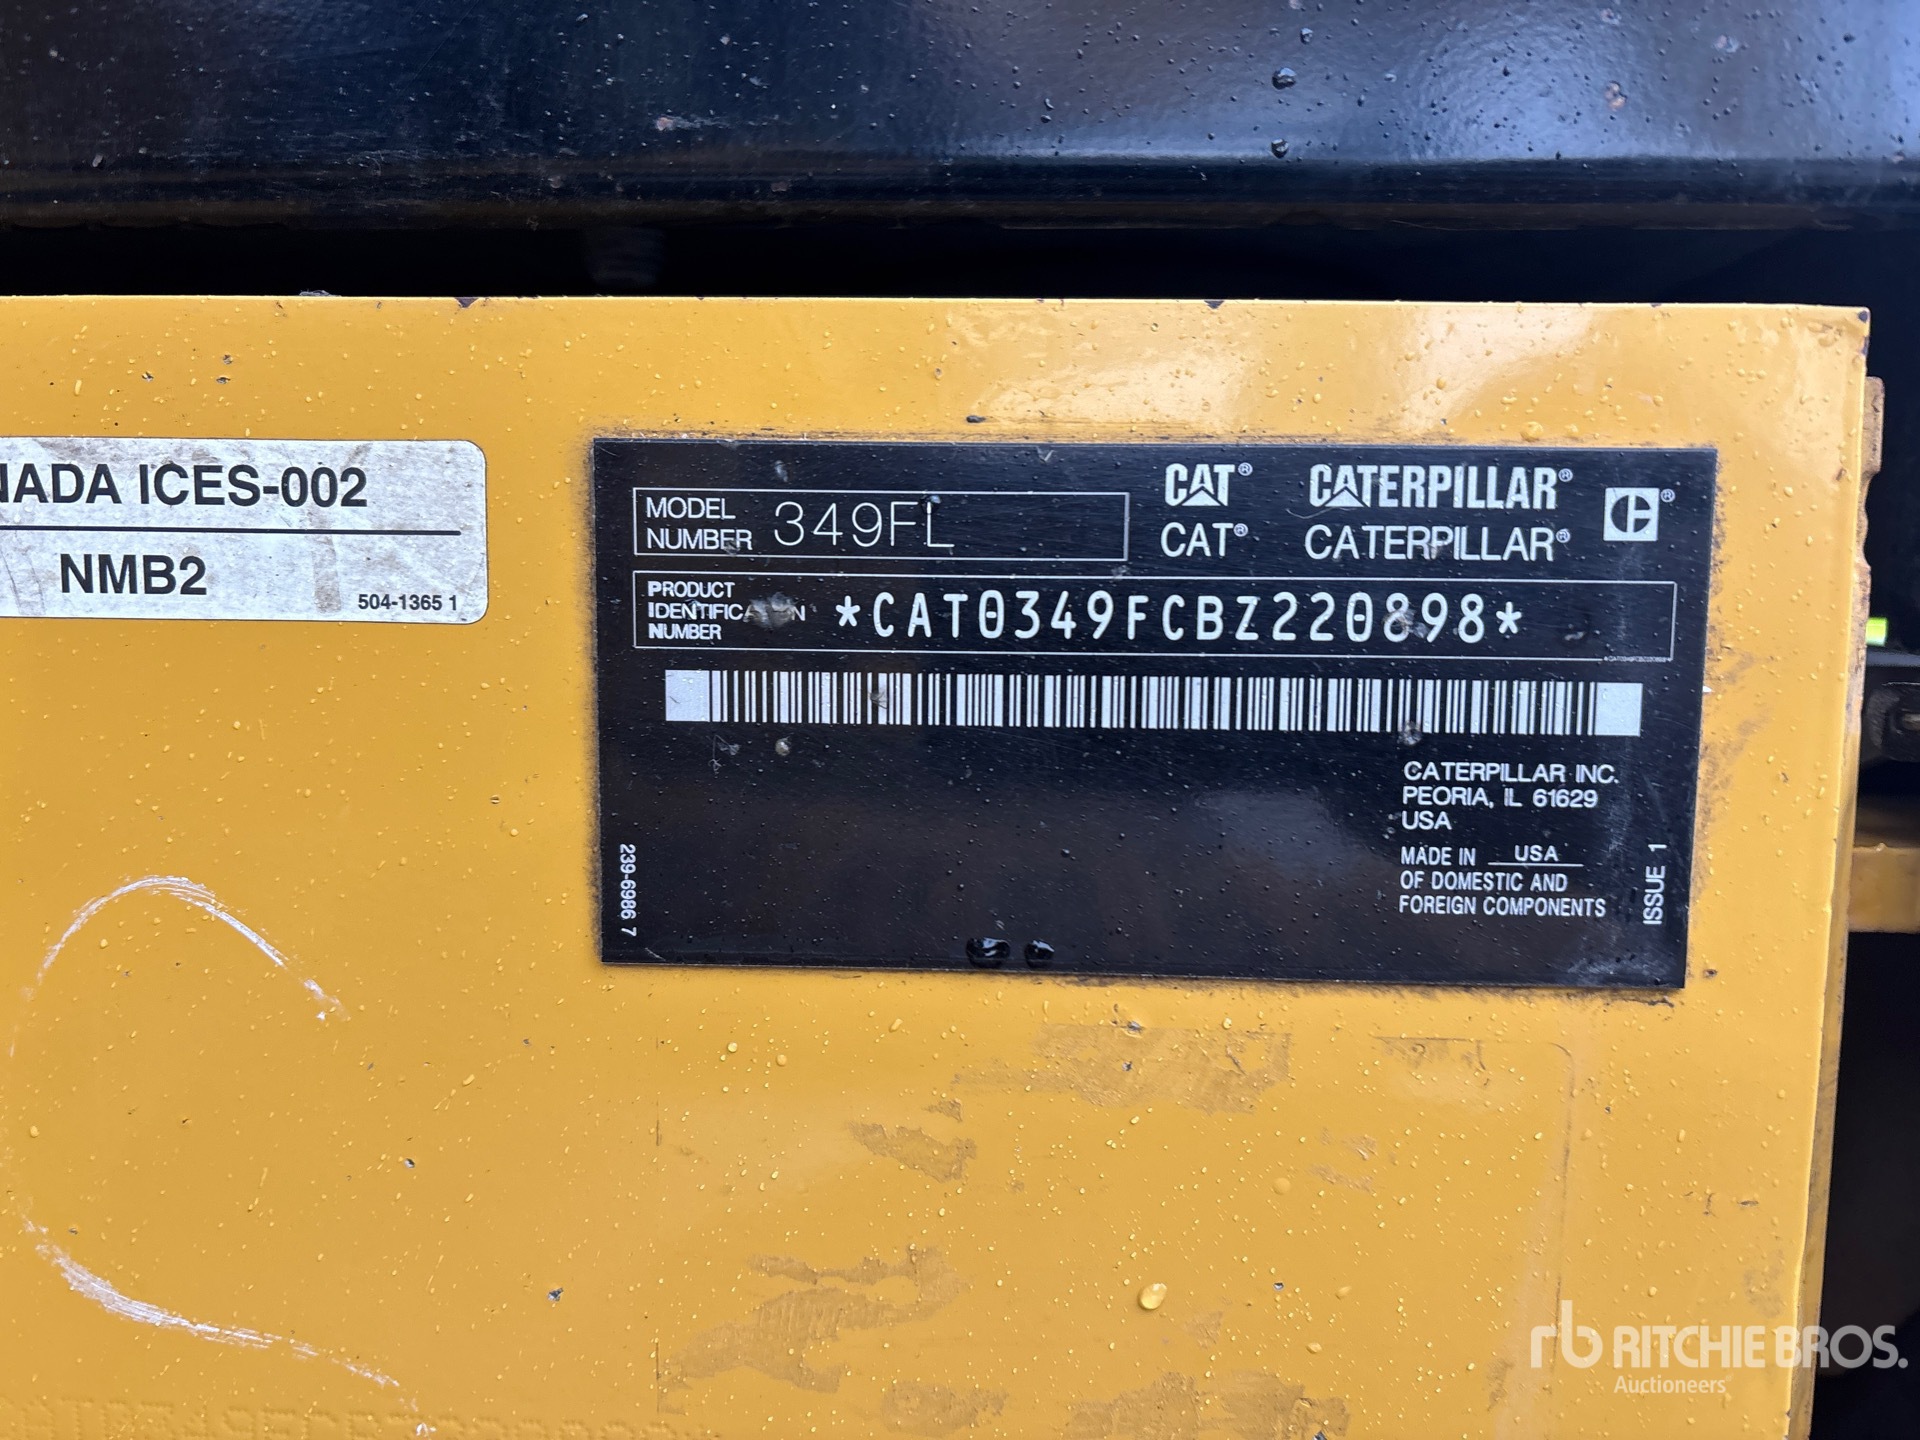 NADA ICES-002
NMB2
504-1365 1
MODEL NUMBER 349FL
CAT® CATERPILLAR®
CAT® CATERPILLAR®
PRODUCT IDENTIFICATION NUMBER *CAT0349FCBZ220898*
*CAT0349FCBZ220898*
CATERPILLAR INC.
PEORIA, IL 61629
USA
MADE IN USA
OF DOMESTIC AND
FOREIGN COMPONENTS
239-6986 7
ISSUE 1
rb RITCHIE BROS.
Auctioneers